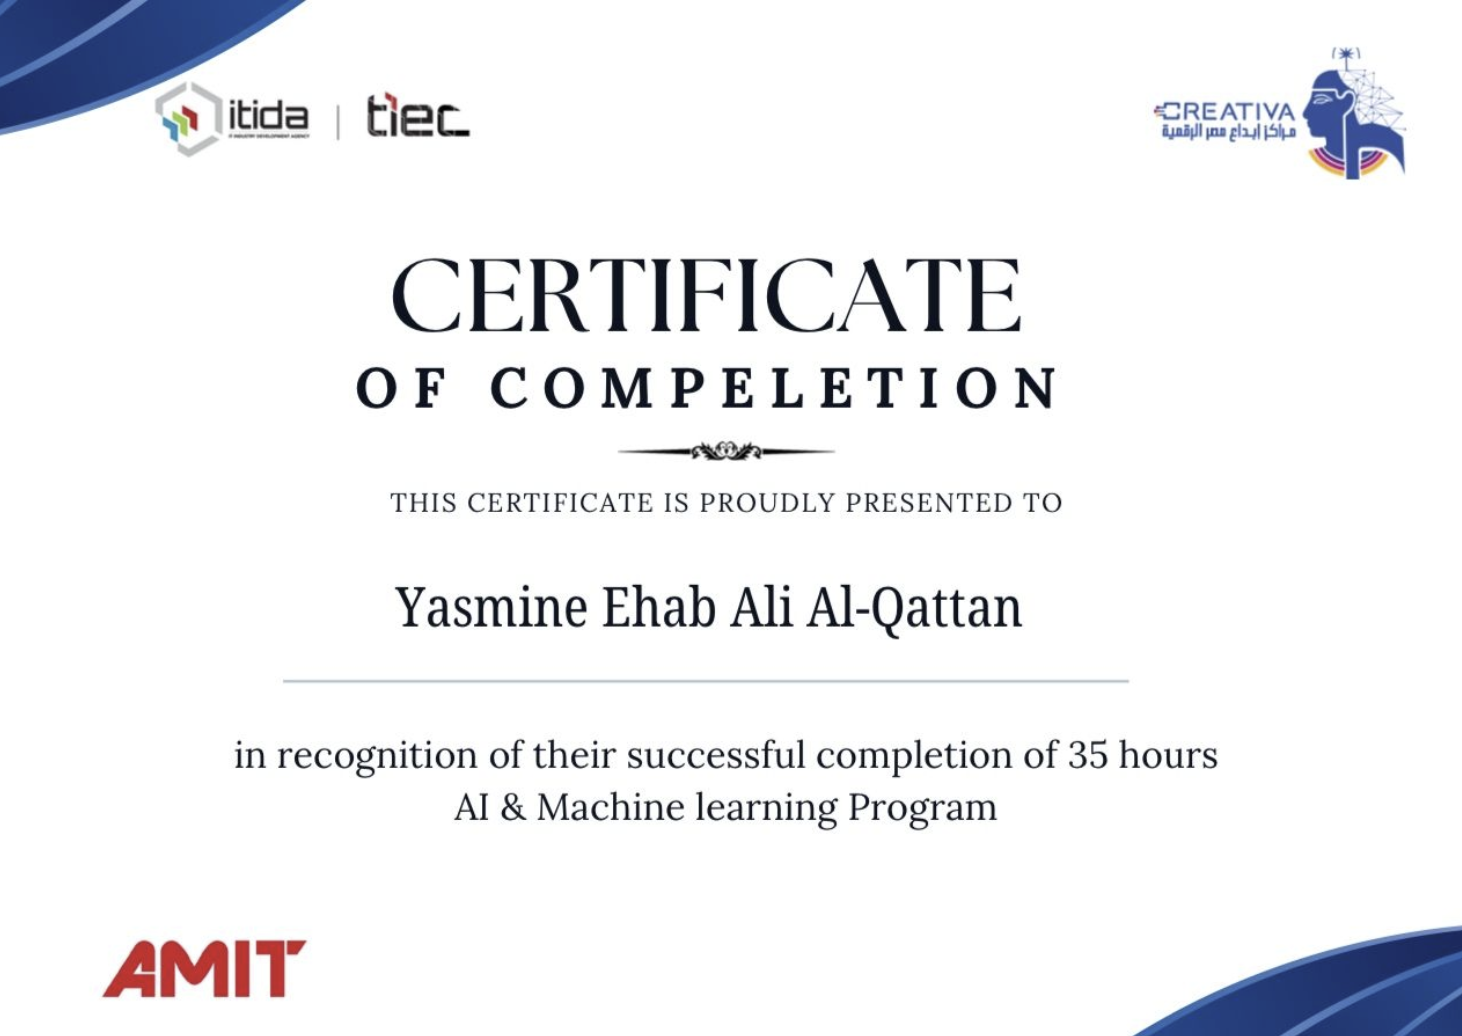 itida | tiec
IT INDUSTRY DEVELOPMENT AGENCY
CREATIVA
مراكز إبداع مصر الرقمية
CERTIFICATE
OF COMPELETION
THIS CERTIFICATE IS PROUDLY PRESENTED TO
Yasmine Ehab Ali Al-Qattan
in recognition of their successful completion of 35 hours
AI & Machine learning Program
AMIT